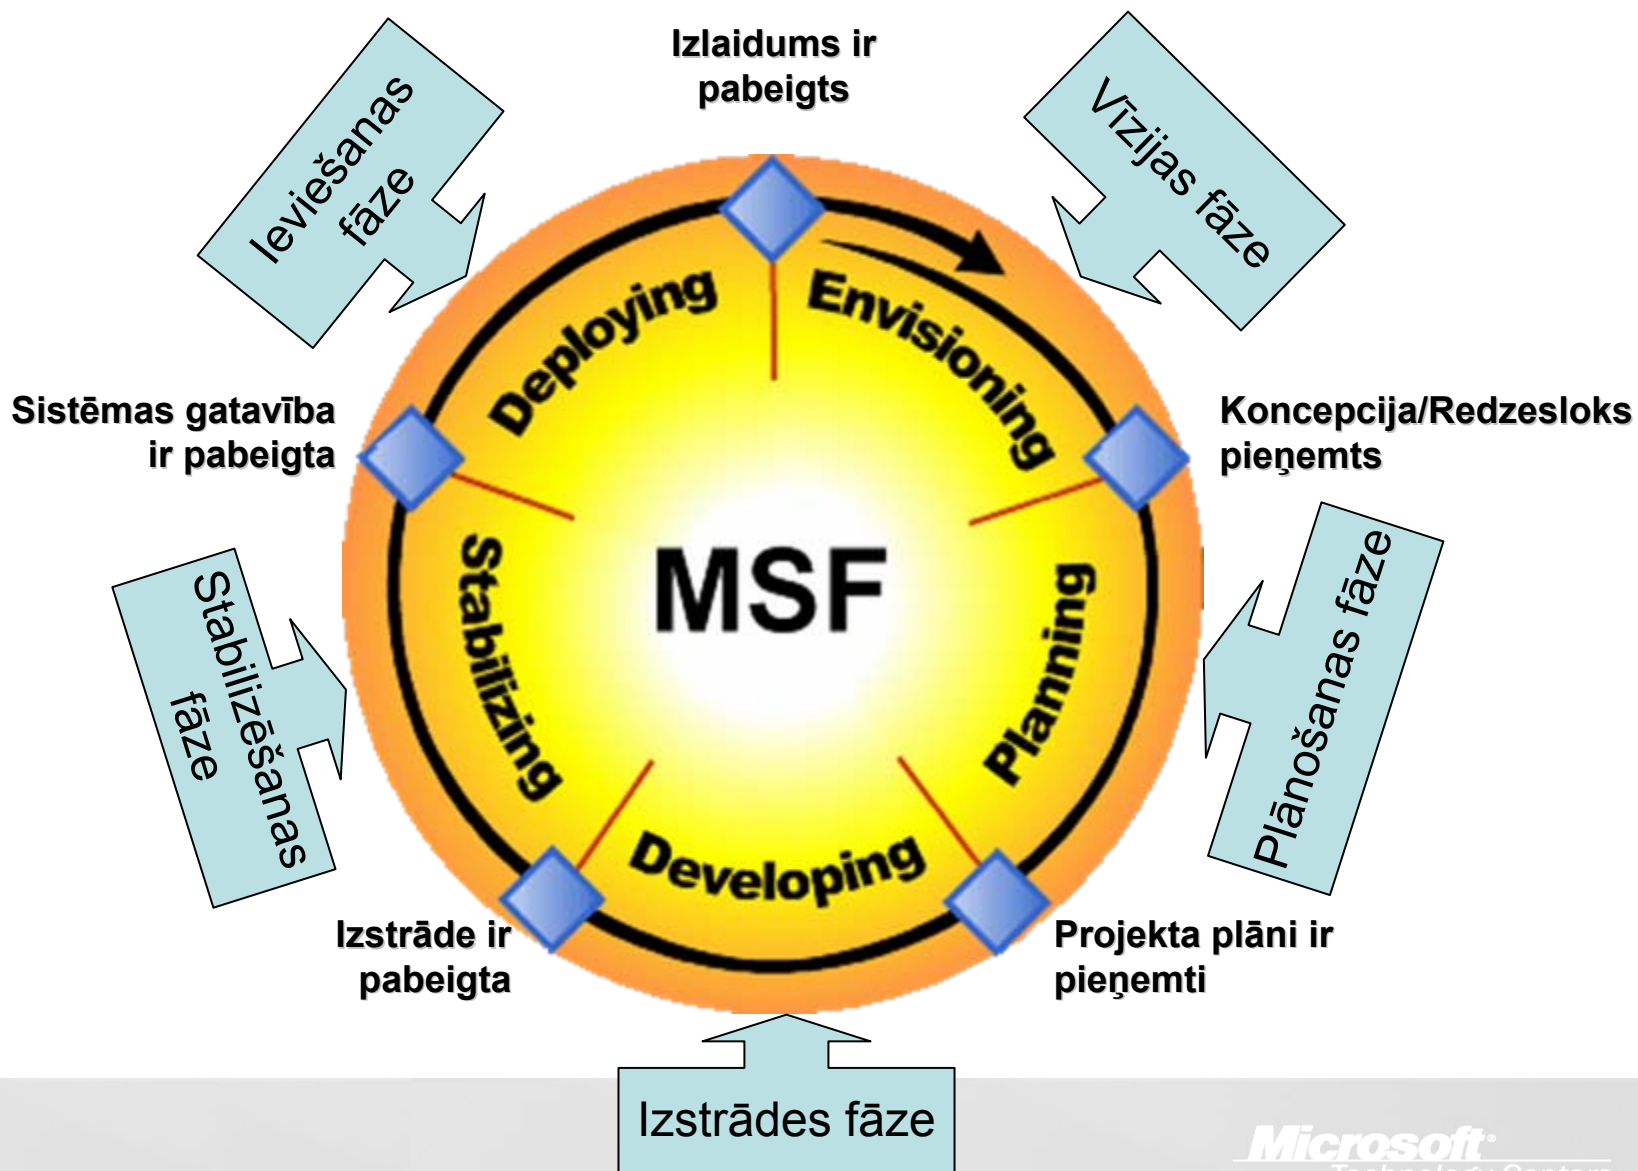 Izlaidums ir
pabeigts
Ieviešanas
fāze
Vīzijas fāze
Deploying
Envisioning
Sistēmas gatavība
ir pabeigta
Koncepcija/Redzesloks
pieņemts
MSF
Stabilizing
Planning
Stabilizēšanas
fāze
Plānošanas fāze
Developing
Izstrāde ir
pabeigta
Projekta plāni ir
pieņemti
Izstrādes fāze
Microsoft